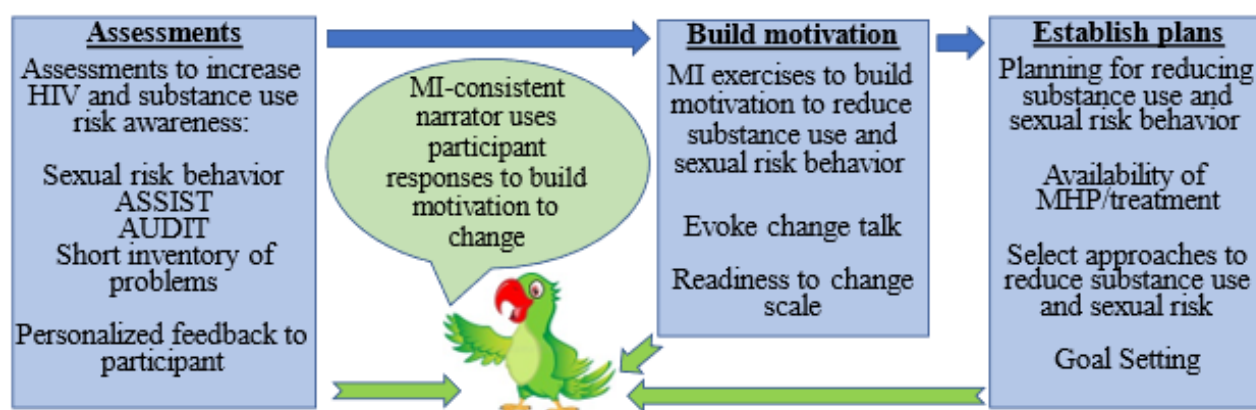 Assessments
Assessments to increase
HIV and substance use
risk awareness:
Sexual risk behavior
ASSIST
AUDIT
Short inventory of
problems
Personalized feedback to
participant
MI-consistent
narrator uses
participant
responses to build
motivation to
change
Build motivation
MI exercises to build
motivation to reduce
substance use and
sexual risk behavior
Evoke change talk
Readiness to change
scale
Establish plans
Planning for reducing
substance use and
sexual risk behavior
Availability of
MHP/treatment
Select approaches to
reduce substance use
and sexual risk
Goal Setting